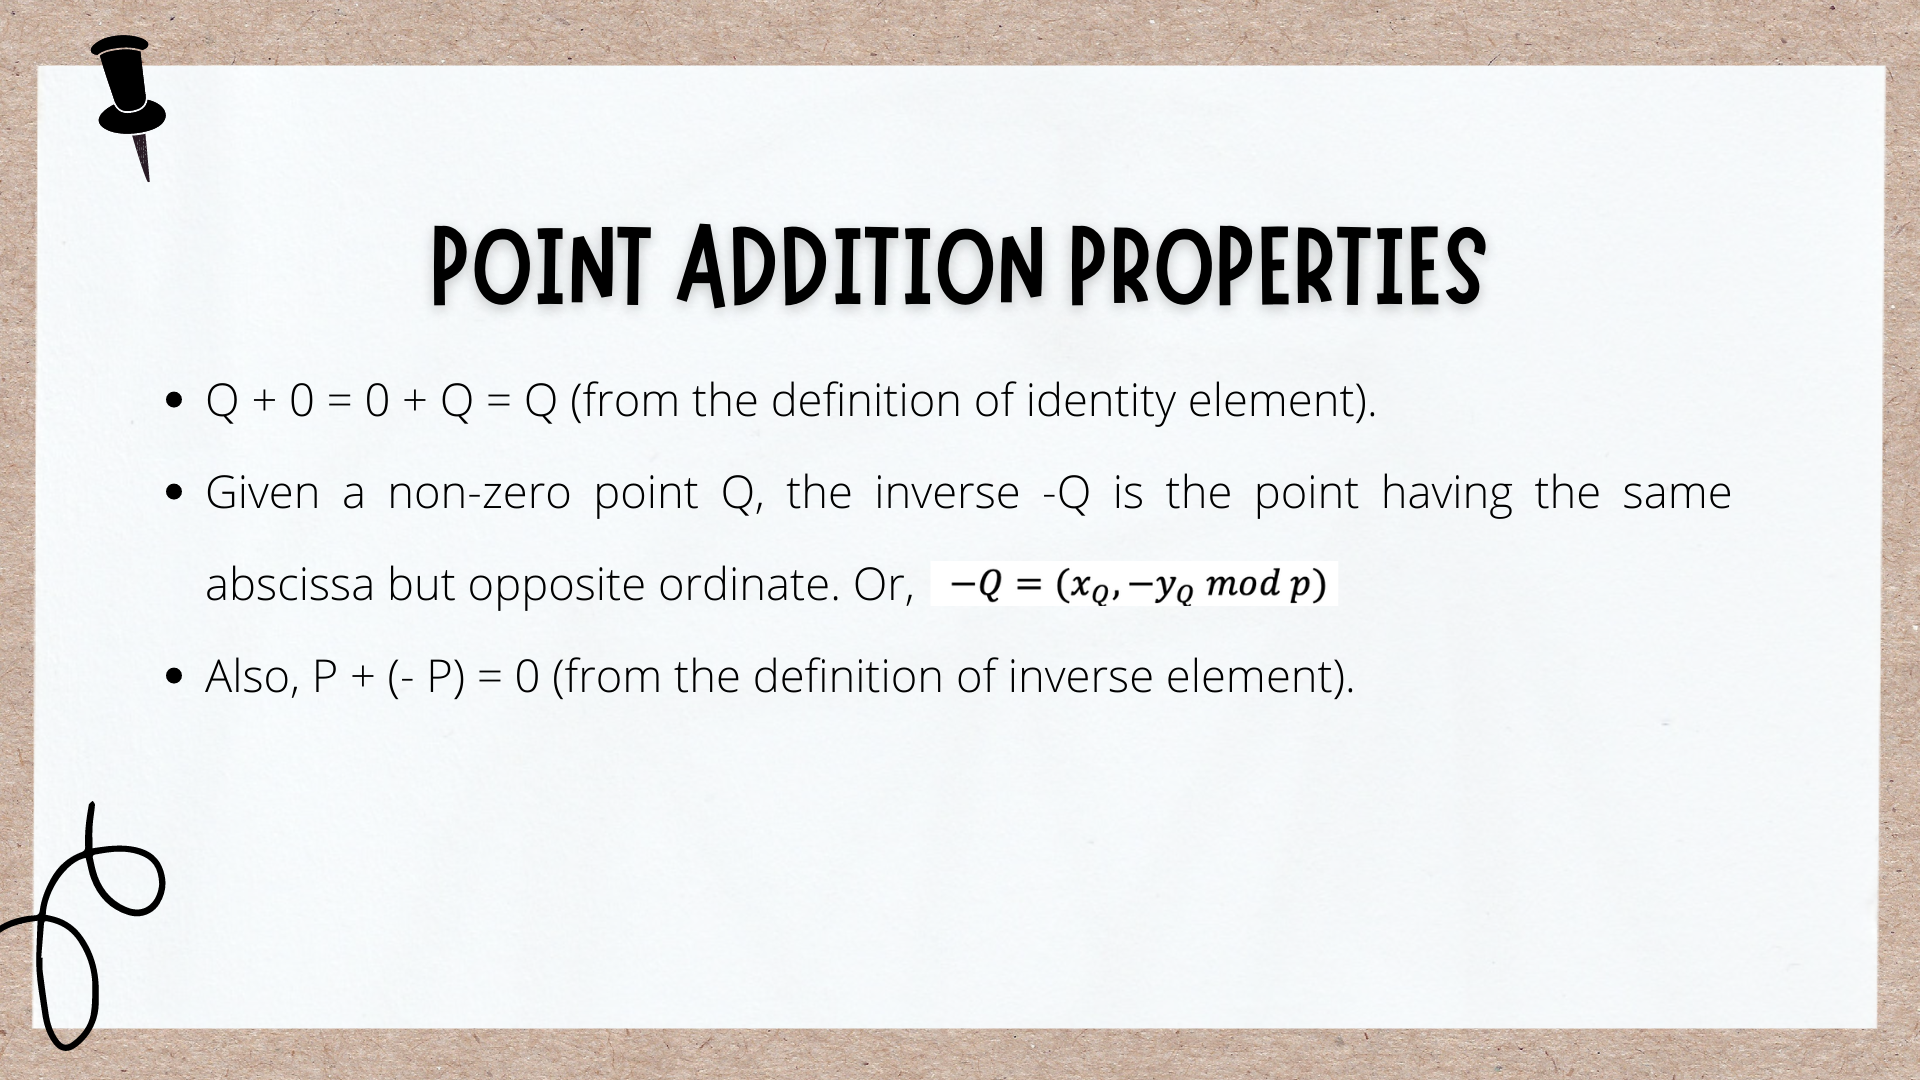 POINT ADDITION PROPERTIES
• Q + 0 = 0 + Q = Q (from the definition of identity element).
• Given a non-zero point Q, the inverse -Q is the point having the same
abscissa but opposite ordinate. Or, −Q = (x_Q, −y_Q mod p)
• Also, P + (- P) = 0 (from the definition of inverse element).